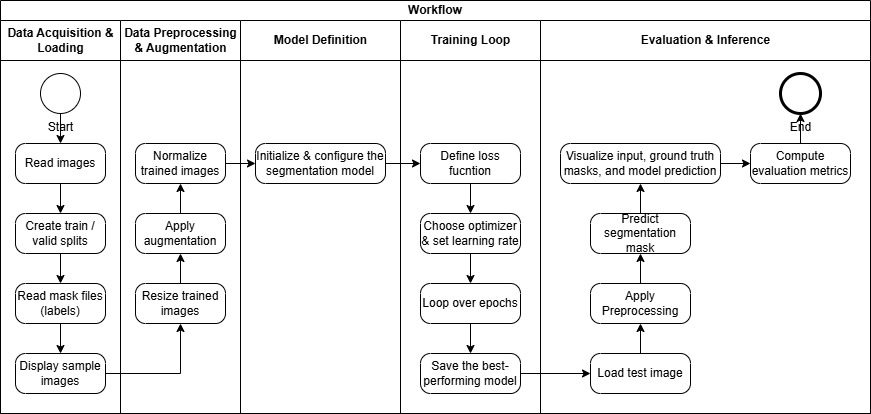 Workflow
Data Acquisition &
Loading
Data Preprocessing
& Augmentation
Model Definition
Training Loop
Evaluation & Inference
Start
Read images
Create train /
valid splits
Read mask files
(labels)
Display sample
images
Normalize
trained images
Apply
augmentation
Resize trained
images
Initialize & configure the
segmentation model
Define loss
fucntion
Choose optimizer
& set learning rate
Loop over epochs
Save the best-
performing model
Visualize input, ground truth
masks, and model prediction
Predict
segmentation
mask
Apply
Preprocessing
Load test image
End
Compute
evaluation metrics